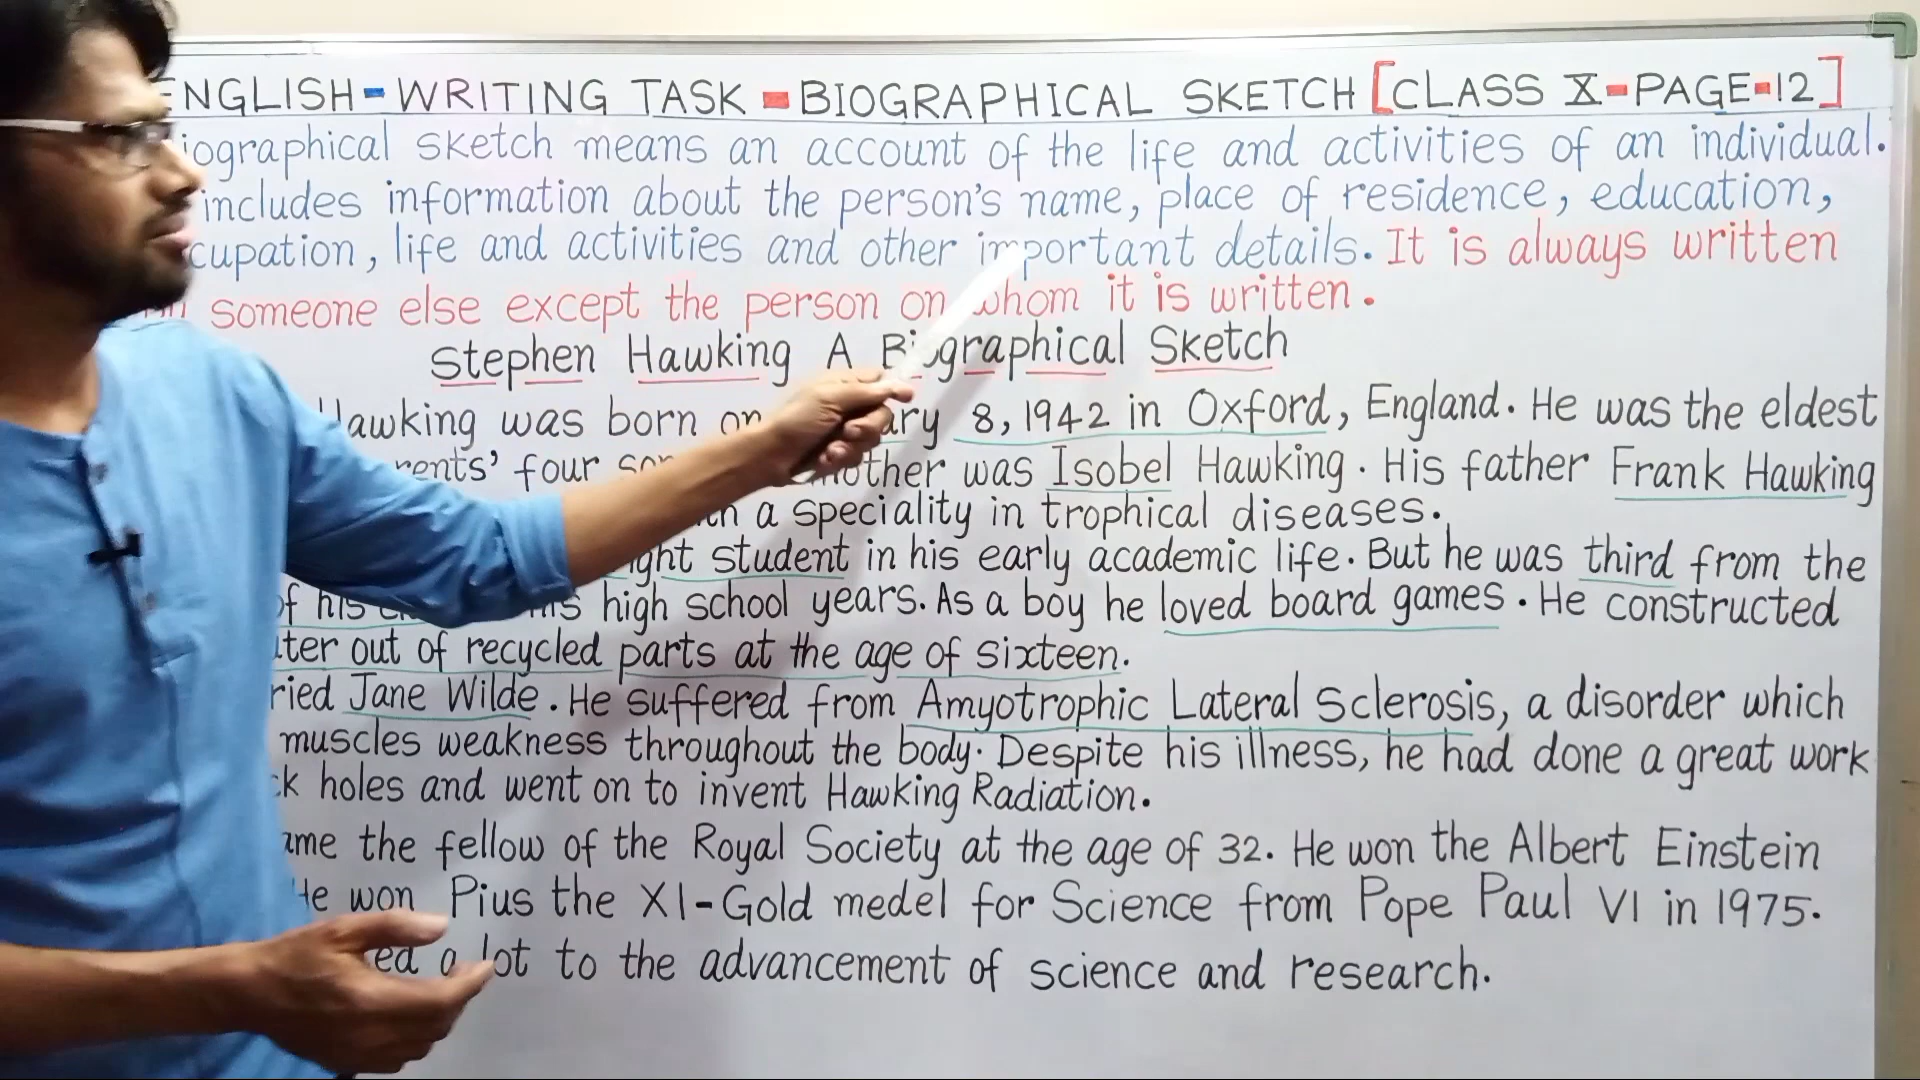 ENGLISH-WRITING TASK-BIOGRAPHICAL SKETCH [CLASS X-PAGE-12]
iographical sketch means an account of the life and activities of an individual.
includes information about the person's name, place of residence, education,
cupation, life and activities and other important details. It is always written
someone else except the person on whom it is written.
Stephen Hawking A Biographical Sketch
Hawking was born on ary 8, 1942 in Oxford, England. He was the eldest
rents' four mother was Isobel Hawking. His father Frank Hawking
a speciality in trophical diseases.
ght student in his early academic life. But he was third from the
of his high school years. As a boy he loved board games. He constructed
uter out of recycled parts at the age of sixteen.
ried Jane Wilde. He suffered from Amyotrophic Lateral Sclerosis, a disorder which
muscles weakness throughout the body. Despite his illness, he had done a great work
ck holes and went on to invent Hawking Radiation.
ame the fellow of the Royal Society at the age of 32. He won the Albert Einstein
He won Pius the XI-Gold medel for Science from Pope Paul VI in 1975.
ed a lot to the advancement of science and research.